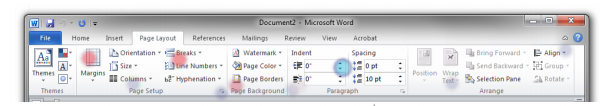 Document2 - Microsoft Word
File Home Insert Page Layout References Mailings Review View Acrobat
Orientation Breaks Watermark Indent Spacing Bring Forward Align
Themes Margins Size Line Numbers Page Color 0" 0 pt Position Wrap Text Send Backward Group
Columns Hyphenation Page Borders 0" 10 pt Selection Pane Rotate
Themes Page Setup Page Background Paragraph Arrange